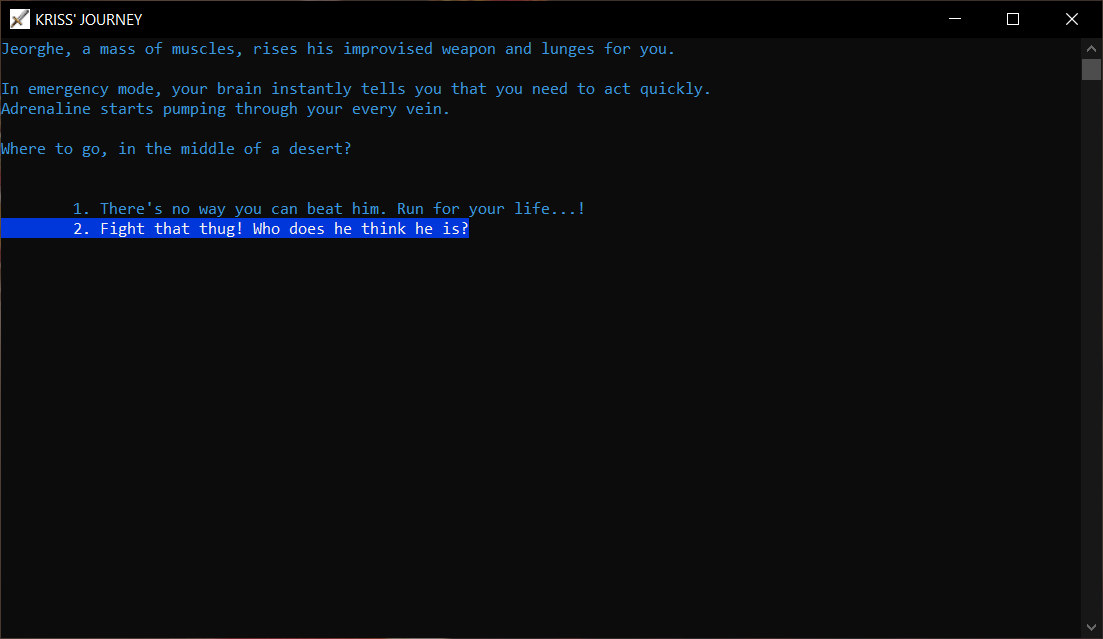 KRISS' JOURNEY
Jeorghe, a mass of muscles, rises his improvised weapon and lunges for you.
In emergency mode, your brain instantly tells you that you need to act quickly.
Adrenaline starts pumping through your every vein.
Where to go, in the middle of a desert?
1. There's no way you can beat him. Run for your life...!
2. Fight that thug! Who does he think he is?